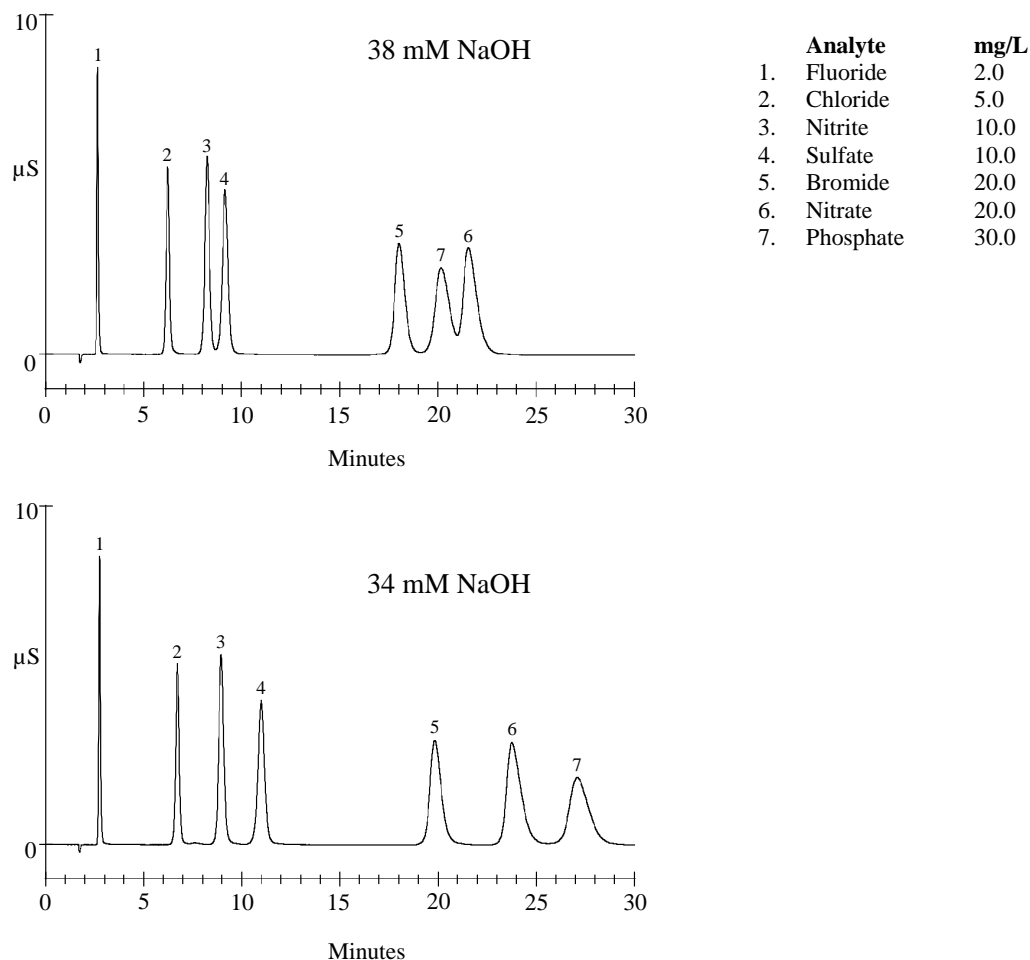 10
38 mM NaOH
1
2
3
4
5
7
6
µS
0
0 5 10 15 20 25 30
Minutes
Analyte mg/L
1. Fluoride 2.0
2. Chloride 5.0
3. Nitrite 10.0
4. Sulfate 10.0
5. Bromide 20.0
6. Nitrate 20.0
7. Phosphate 30.0
10
34 mM NaOH
1
2
3
4
5
6
7
µS
0
0 5 10 15 20 25 30
Minutes